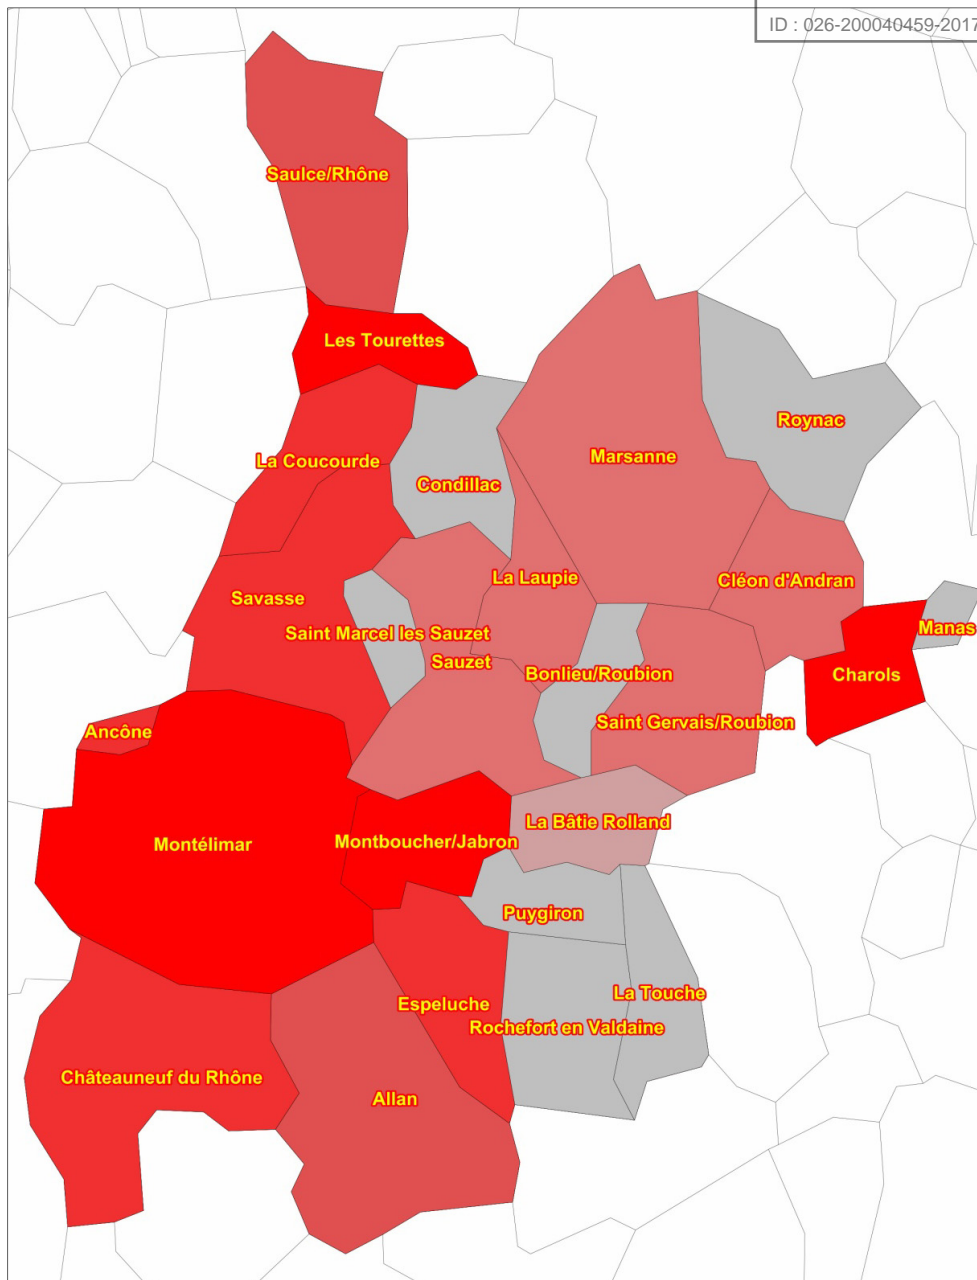 ID : 026-200040459-2017
Saulce/Rhône
Les Tourettes
Roynac
Marsanne
La Coucourde
Condillac
La Laupie
Cléon d'Andran
Savasse
Manas
Saint Marcel les Sauzet
Sauzet
Bonlieu/Roubion
Charols
Saint Gervais/Roubion
Ancône
La Bâtie Rolland
Montélimar
Montboucher/Jabron
Puygiron
La Touche
Espeluche
Rochefort en Valdaine
Châteauneuf du Rhône
Allan